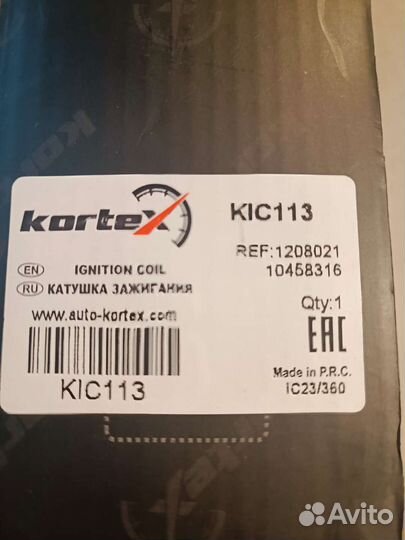 kortex
KIC113
REF:1208021
10458316
EN IGNITION COIL
RU КАТУШКА ЗАЖИГАНИЯ
Qty:1
www.auto-kortex.com
EAC
KIC113
Made in P.R.C.
IC23/360
Avito